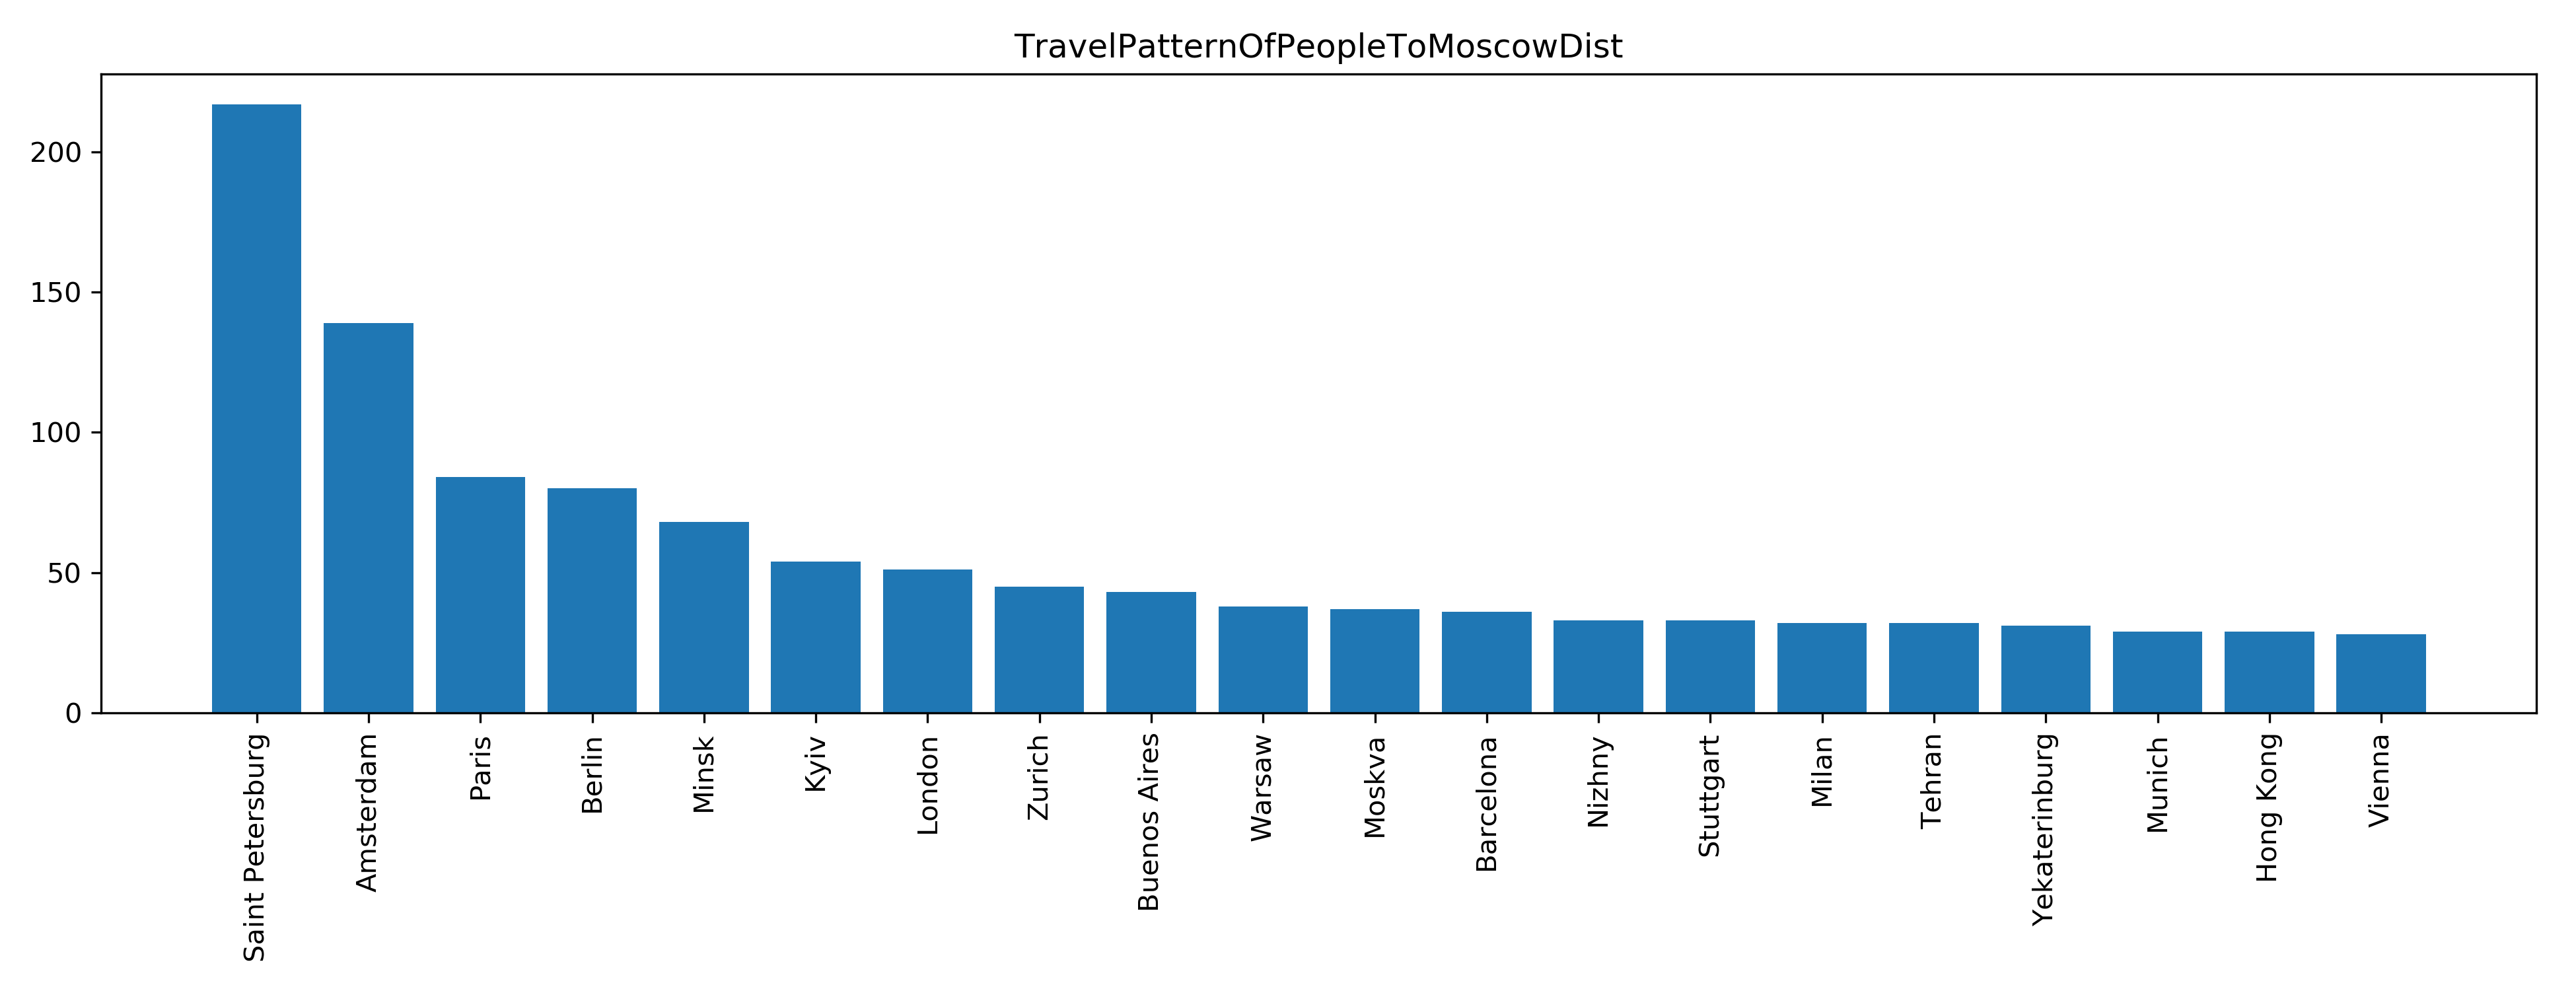 TravelPatternOfPeopleToMoscowDist
200
150
100
50
0
Saint Petersburg
Amsterdam
Paris
Berlin
Minsk
Kyiv
London
Zurich
Buenos Aires
Warsaw
Moskva
Barcelona
Nizhny
Stuttgart
Milan
Tehran
Yekaterinburg
Munich
Hong Kong
Vienna